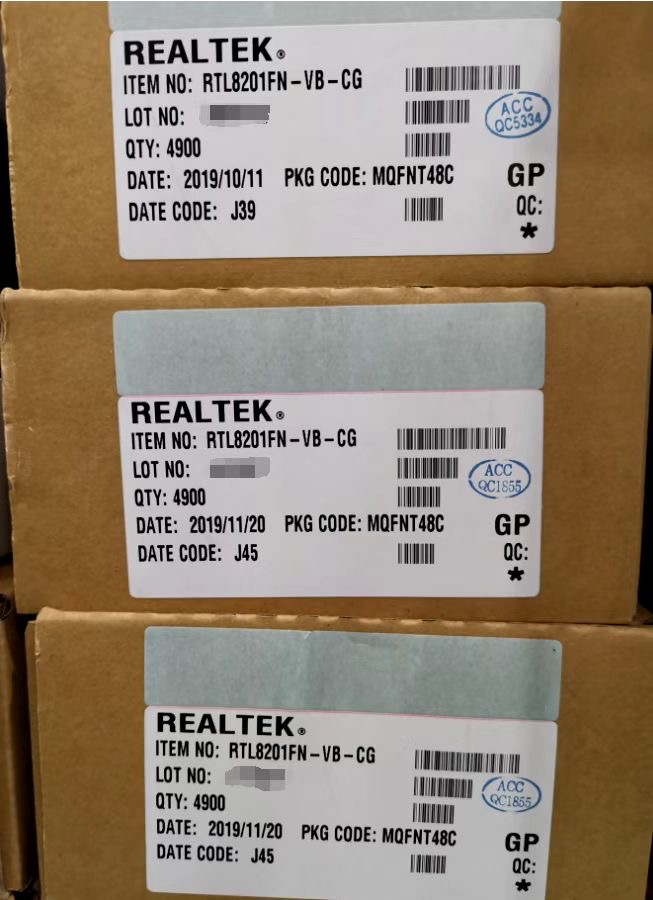 REALTEK®
ITEM NO: RTL8201FN-VB-CG
LOT NO:
ACC
QC5334
QTY: 4900
DATE: 2019/10/11 PKG CODE: MQFNT48C GP
DATE CODE: J39 QC:
*
REALTEK®
ITEM NO: RTL8201FN-VB-CG
LOT NO:
ACC
QC1855
QTY: 4900
DATE: 2019/11/20 PKG CODE: MQFNT48C GP
DATE CODE: J45 QC:
*
REALTEK®
ITEM NO: RTL8201FN-VB-CG
LOT NO:
ACC
QC1855
QTY: 4900
DATE: 2019/11/20 PKG CODE: MQFNT48C GP
DATE CODE: J45 QC:
*